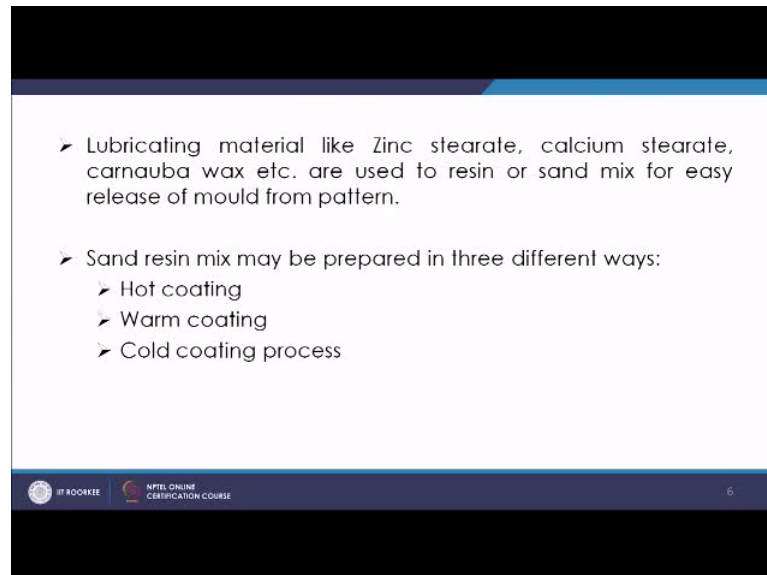 ➤ Lubricating material like Zinc stearate, calcium stearate,
carnauba wax etc. are used to resin or sand mix for easy
release of mould from pattern.
➤ Sand resin mix may be prepared in three different ways:
➤ Hot coating
➤ Warm coating
➤ Cold coating process
IIT ROORKEE
NPTEL ONLINE
CERTIFICATION COURSE
6